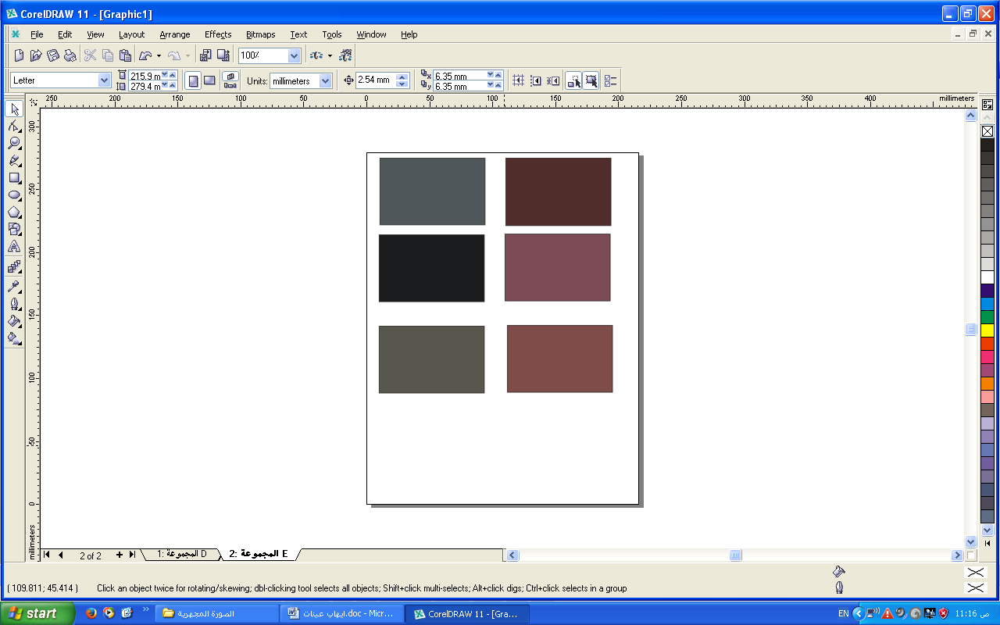 CorelDRAW 11 - [Graphic1]
File Edit View Layout Arrange Effects Bitmaps Text Tools Window Help
100%
Letter 215.9 m 279.4 m Units: millimeters 2.54 mm 6.35 mm 6.35 mm
250 200 150 100 50 0 50 100 150 200 250 300 350 400 millimeters
300
250
200
150
100
50
0
millimeters
2 of 2 المجموعة :1 D المجموعة :2 E
( 109.811; 45.414 ) Click an object twice for rotating/skewing; dbl-clicking tool selects all objects; Shift+click multi-selects; Alt+click digs; Ctrl+click selects in a group
start الصورة المجهرية ايهاب عينات.doc - Micr... CorelDRAW 11 - [Gra... EN 11:16 ص